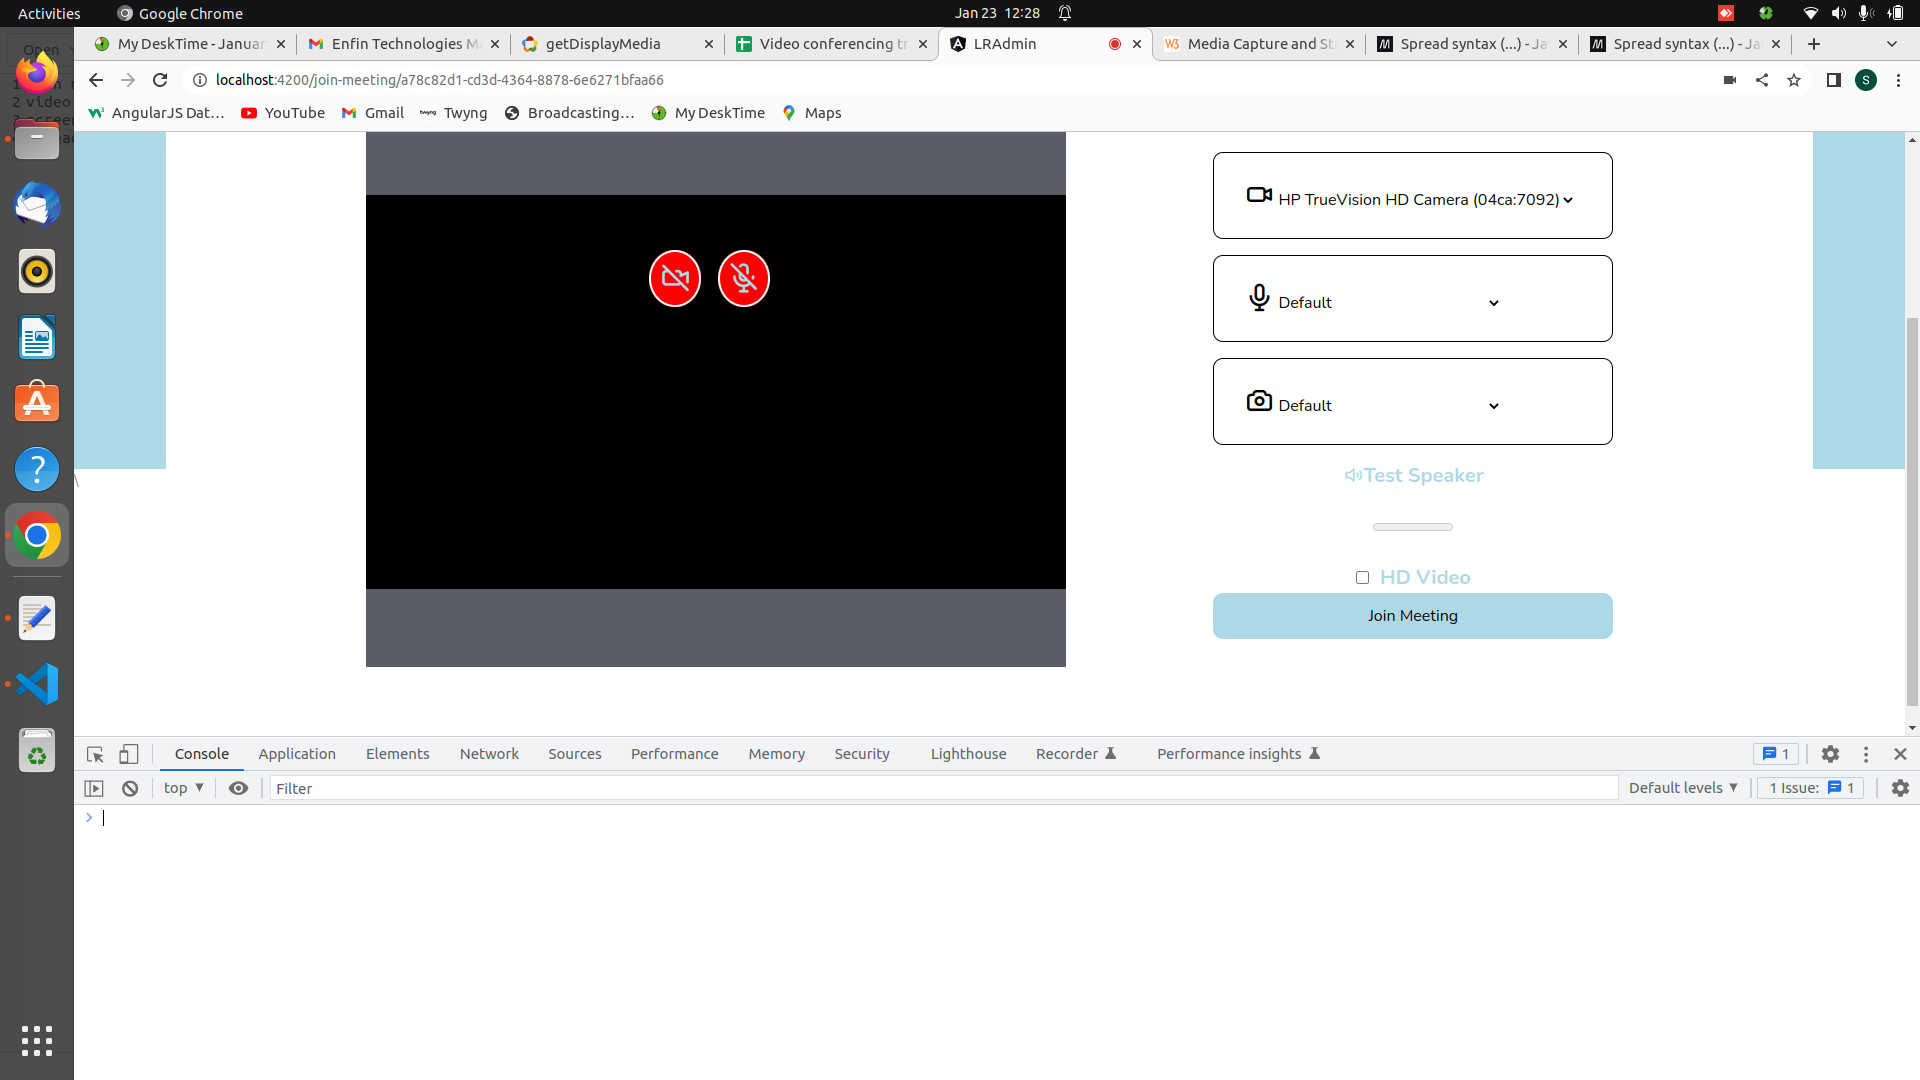 Activities
Google Chrome
Jan 23 12:28
My DeskTime - Januar
Enfin Technologies M
getDisplayMedia
Video conferencing tr
LRAdmin
Media Capture and St
Spread syntax (...) - Ja
Spread syntax (...) - Ja
localhost:4200/join-meeting/a78c82d1-cd3d-4364-8878-6e6271bfaa66
S
AngularJS Dat...
YouTube
Gmail
Twyng
Broadcasting...
My DeskTime
Maps
Open
2 video
HP TrueVision HD Camera (04ca:7092)
Default
Default
Test Speaker
HD Video
Join Meeting
\
Console
Application
Elements
Network
Sources
Performance
Memory
Security
Lighthouse
Recorder
Performance insights
1
top
Filter
Default levels
1 Issue:
1